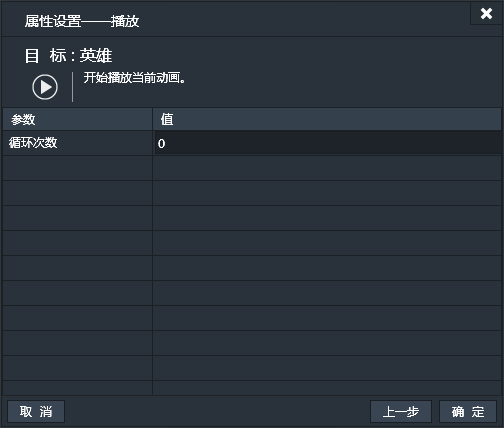 属性设置——播放
目 标 : 英雄
开始播放当前动画。
参数 值
循环次数 0
取 消 上一步 确 定